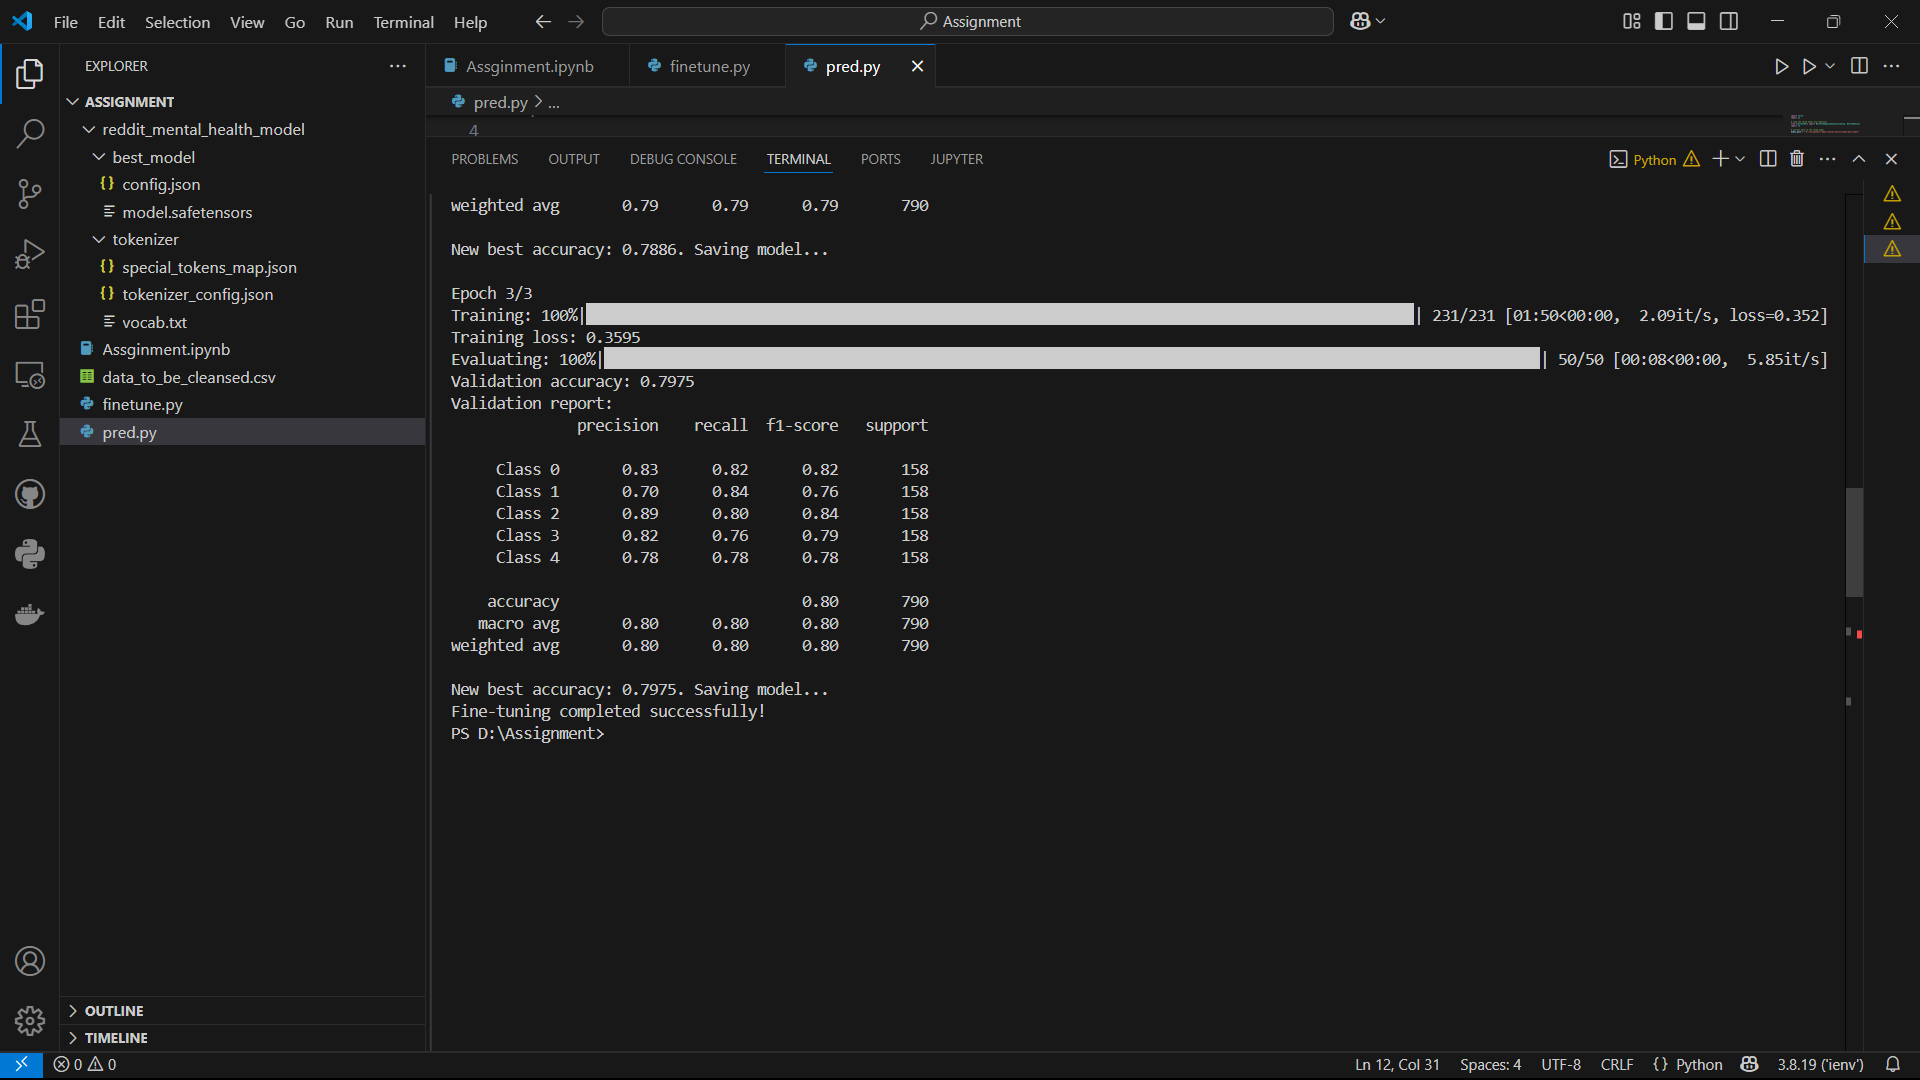 File Edit Selection View Go Run Terminal Help
Assignment
EXPLORER
ASSIGNMENT
reddit_mental_health_model
best_model
config.json
model.safetensors
tokenizer
special_tokens_map.json
tokenizer_config.json
vocab.txt
Assginment.ipynb
data_to_be_cleansed.csv
finetune.py
pred.py
OUTLINE
TIMELINE
Assginment.ipynb finetune.py pred.py
pred.py > ...
4
PROBLEMS OUTPUT DEBUG CONSOLE TERMINAL PORTS JUPYTER
Python
weighted avg 0.79 0.79 0.79 790
New best accuracy: 0.7886. Saving model...
Epoch 3/3
Training: 100%| | 231/231 [01:50<00:00, 2.09it/s, loss=0.352]
Training loss: 0.3595
Evaluating: 100%| | 50/50 [00:08<00:00, 5.85it/s]
Validation accuracy: 0.7975
Validation report:
precision recall f1-score support
Class 0 0.83 0.82 0.82 158
Class 1 0.70 0.84 0.76 158
Class 2 0.89 0.80 0.84 158
Class 3 0.82 0.76 0.79 158
Class 4 0.78 0.78 0.78 158
accuracy 0.80 790
macro avg 0.80 0.80 0.80 790
weighted avg 0.80 0.80 0.80 790
New best accuracy: 0.7975. Saving model...
Fine-tuning completed successfully!
PS D:\Assignment>
0 0
Ln 12, Col 31 Spaces: 4 UTF-8 CRLF {} Python 3.8.19 ('ienv')